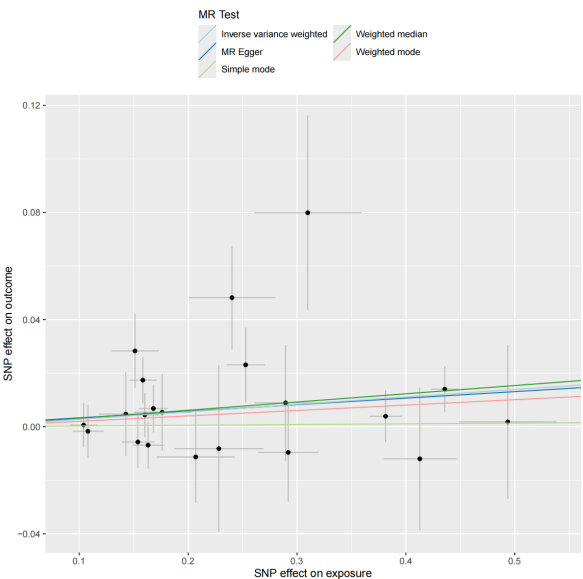 MR Test
Inverse variance weighted
Weighted median
MR Egger
Weighted mode
Simple mode
0.12
0.08
0.04
0.00
−0.04
SNP effect on outcome
0.1
0.2
0.3
0.4
0.5
SNP effect on exposure